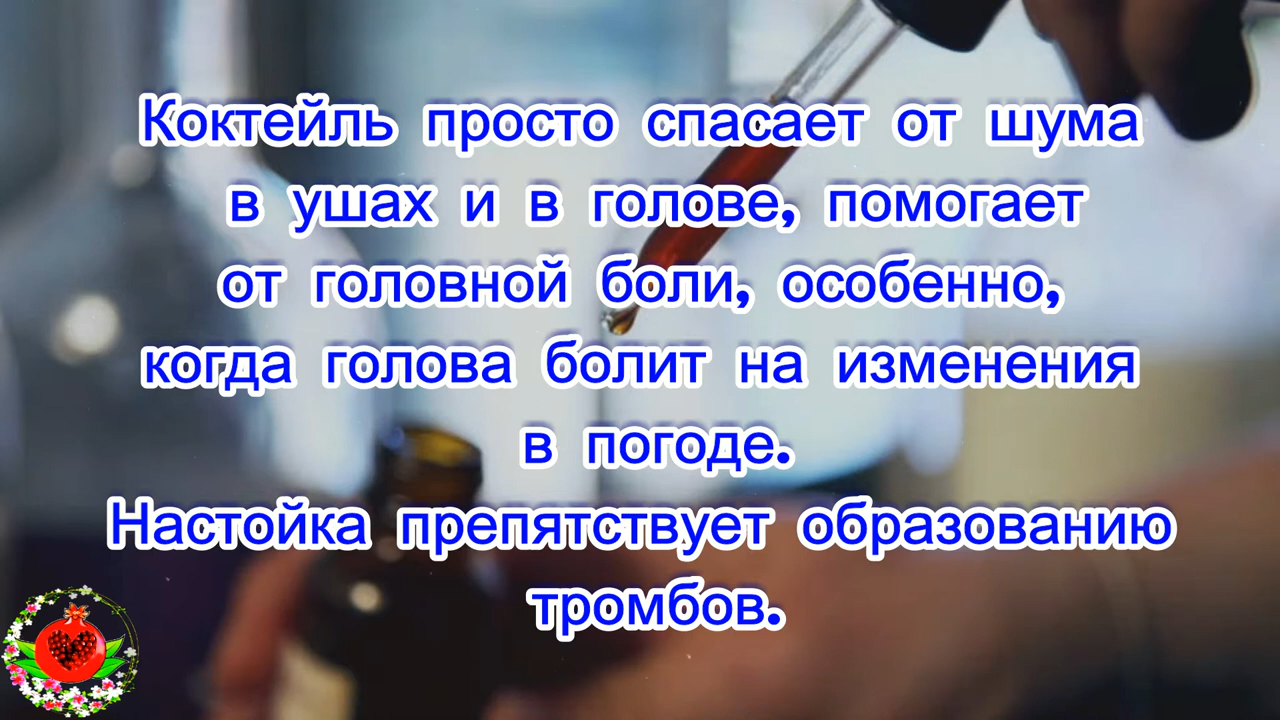 Коктейль просто спасает от шума
в ушах и в голове, помогает
от головной боли, особенно,
когда голова болит на изменения
в погоде.
Настойка препятствует образованию
тромбов.